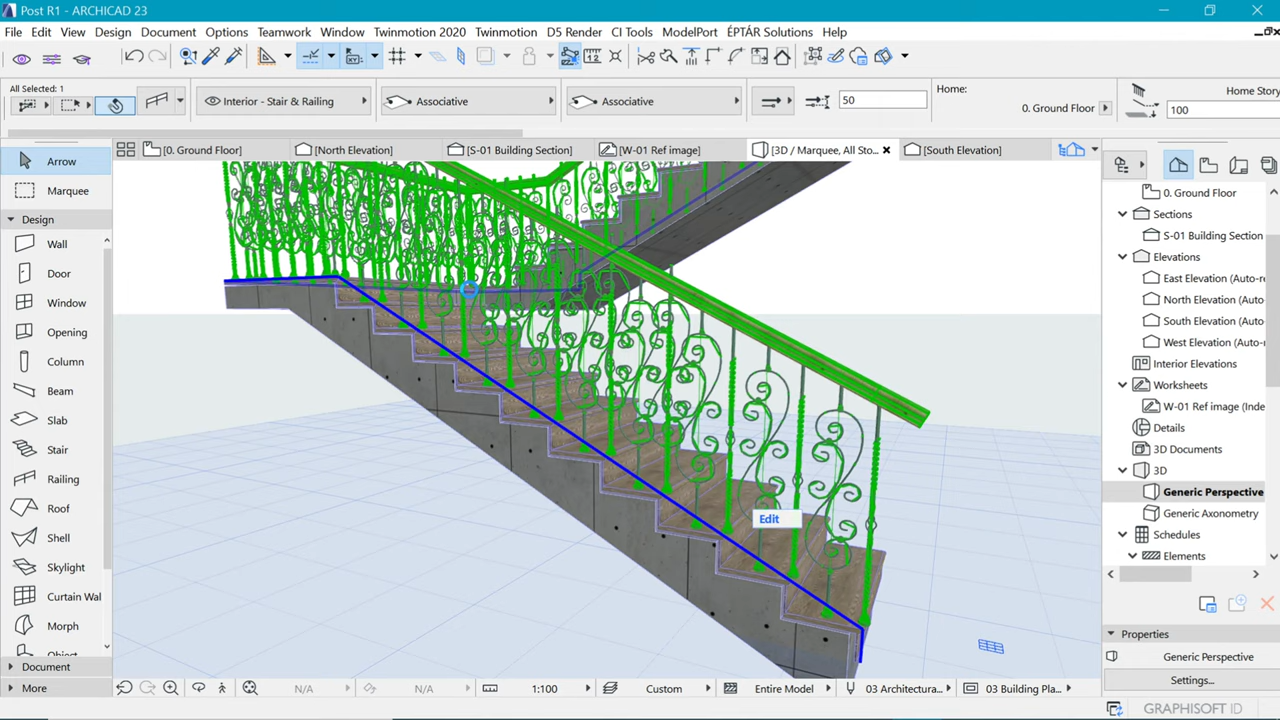 Post R1 - ARCHICAD 23
File Edit View Design Document Options Teamwork Window Twinmotion 2020 Twinmotion D5 Render CI Tools ModelPort ÉPTÁR Solutions Help
All Selected: 1
Interior - Stair & Railing
Associative
Associative
50
Home:
0. Ground Floor
Home Story
100
[0. Ground Floor]
[North Elevation]
[S-01 Building Section]
[W-01 Ref image]
[3D / Marquee, All Sto...
[South Elevation]
Arrow
Marquee
Design
Wall
Door
Window
Opening
Column
Beam
Slab
Stair
Railing
Roof
Shell
Skylight
Curtain Wall
Morph
Object
Document
More
Edit
0. Ground Floor
Sections
S-01 Building Section
Elevations
East Elevation (Auto-r
North Elevation (Auto
South Elevation (Auto-
West Elevation (Auto-
Interior Elevations
Worksheets
W-01 Ref image (Inde
Details
3D Documents
3D
Generic Perspective
Generic Axonometry
Schedules
Elements
Properties
Generic Perspective
Settings...
N/A
N/A
1:100
Custom
Entire Model
03 Architectura...
03 Building Pla...
GRAPHISOFT ID